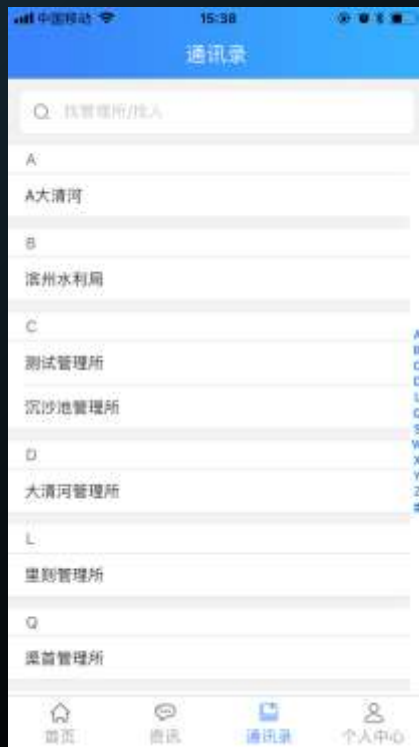 中国移动 15:38
通讯录
找管理所/找人
A
A大清河
B
滨州水利局
C
测试管理所
沉沙池管理所
D
大清河管理所
L
里则管理所
Q
渠首管理所
A
B
C
D
L
Q
S
W
X
Y
Z
#
首页 资讯 通讯录 个人中心